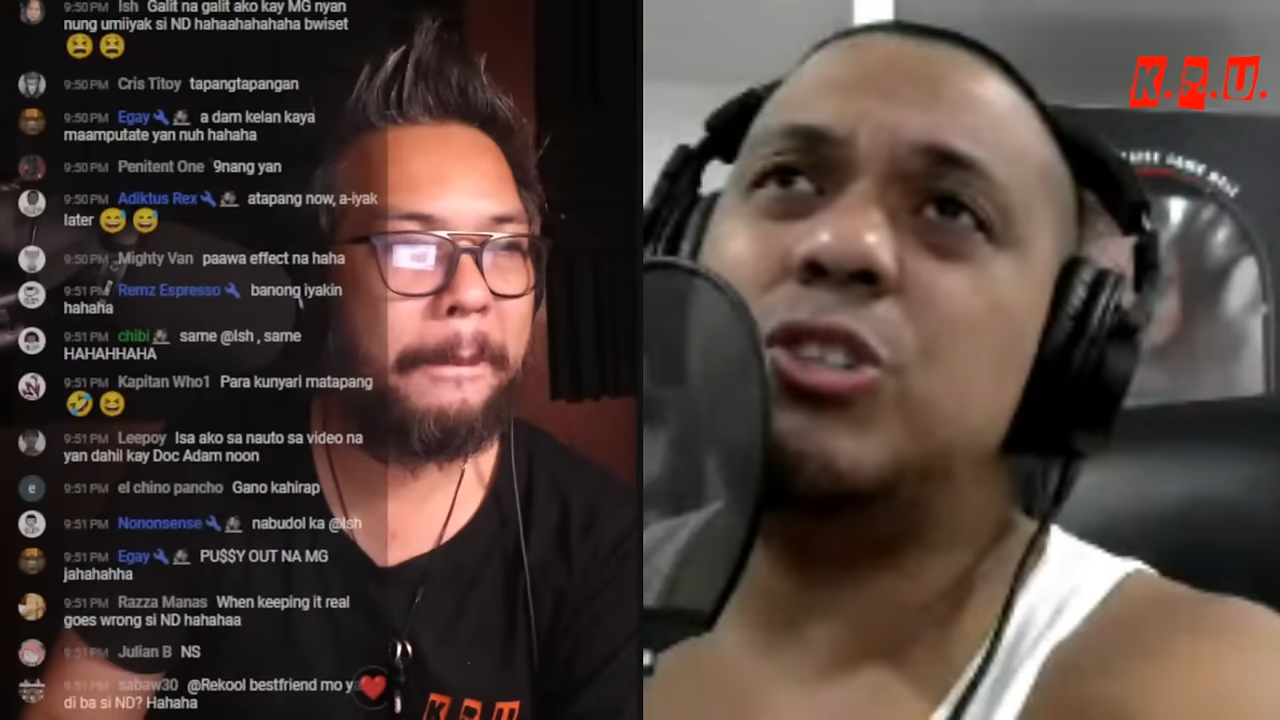 9:50 PM Ish Galit na galit ako kay MG nyan
nung umiiyak si ND hahaahahahaha bwiset
9:50 PM Cris Titoy tapangtapangan
9:50 PM Egay a dam kelan kaya
maamputate yan nuh hahaha
9:50 PM Penitent One 9nang yan
9:50 PM Adiktus Rex atapang now, a-iyak
later
9:50 PM Mighty Van paawa effect na haha
9:51 PM Remz Espresso banong iyakin
hahaha
9:51 PM chibi same @Ish , same
HAHAHHAHA
9:51 PM Kapitan Who1 Para kunyari matapang
9:51 PM Leepoy Isa ako sa nauto sa video na
yan dahil kay Doc Adam noon
e
9:51 PM el chino pancho Gano kahirap
9:51 PM Nononsense nabudol ka @Ish
9:51 PM Egay PU$$Y OUT NA MG
jahahahha
9:51 PM Razza Manas When keeping it real
goes wrong si ND hahahaa
9:51 PM Julian B NS
9:51 PM sabaw30 @Rekool bestfriend mo y
di ba si ND? Hahaha
K.R.U.
K.R.U.